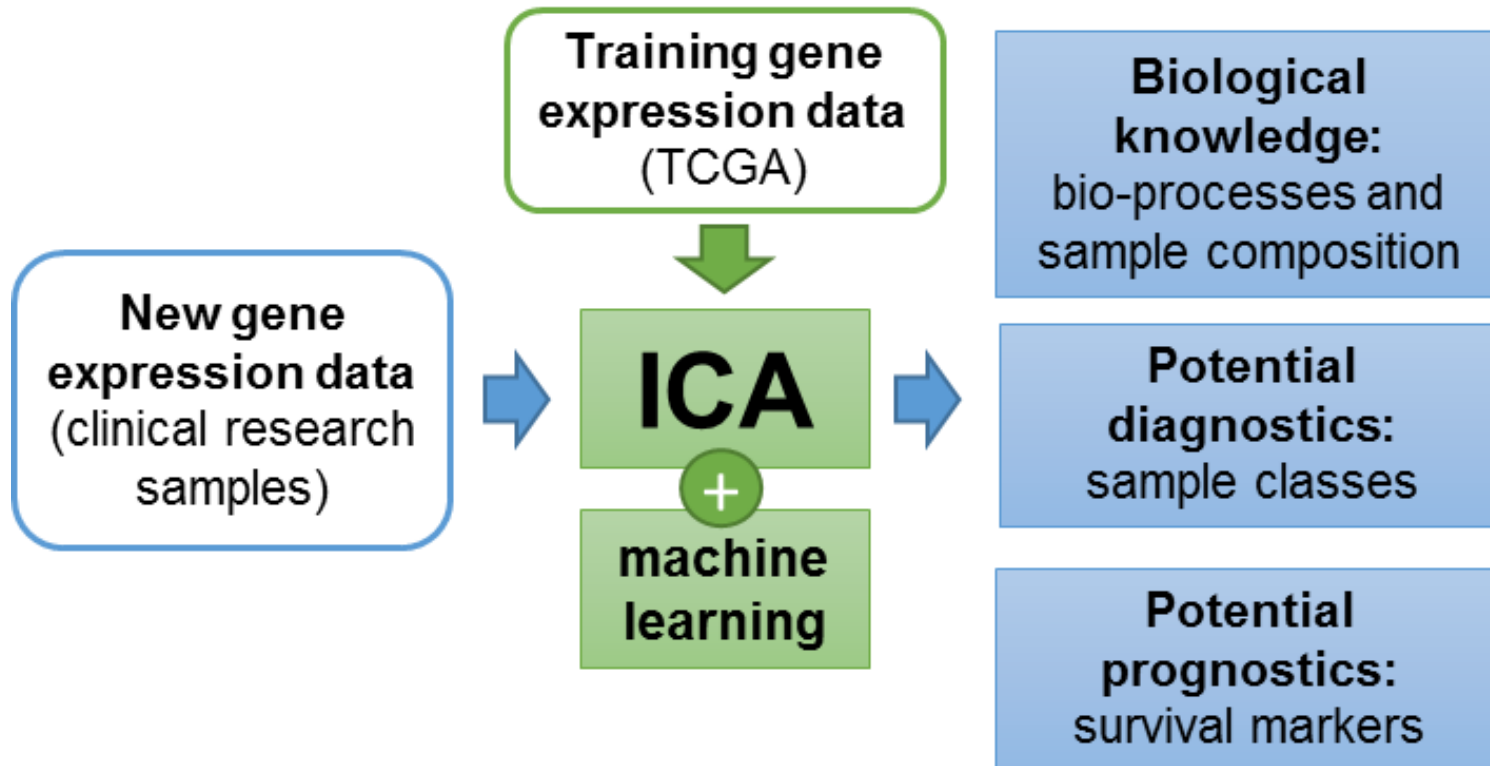 Training gene
expression data
(TCGA)
New gene
expression data
(clinical research
samples)
ICA
+
machine
learning
Biological
knowledge:
bio-processes and
sample composition
Potential
diagnostics:
sample classes
Potential
prognostics:
survival markers